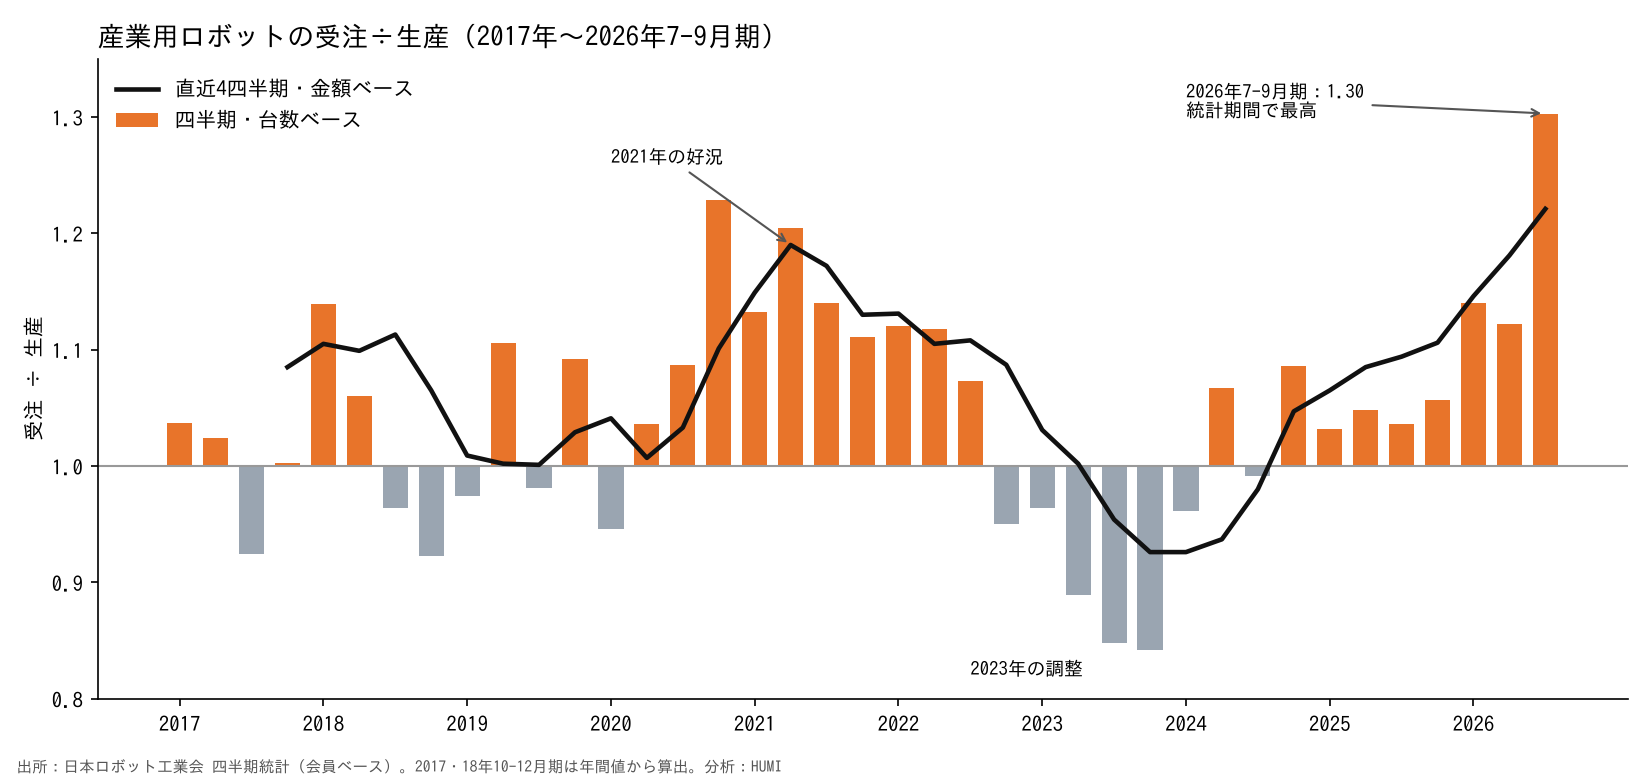 産業用ロボットの受注÷生産（2017年～2026年7-9月期）
直近4四半期・金額ベース
四半期・台数ベース
2026年7-9月期：1.30
統計期間で最高
2021年の好況
2023年の調整
受注 ÷ 生産
1.3
1.2
1.1
1.0
0.9
0.8
2017 2018 2019 2020 2021 2022 2023 2024 2025 2026
出所：日本ロボット工業会 四半期統計（会員ベース）。2017・18年10-12月期は年間値から算出。分析：HUMI